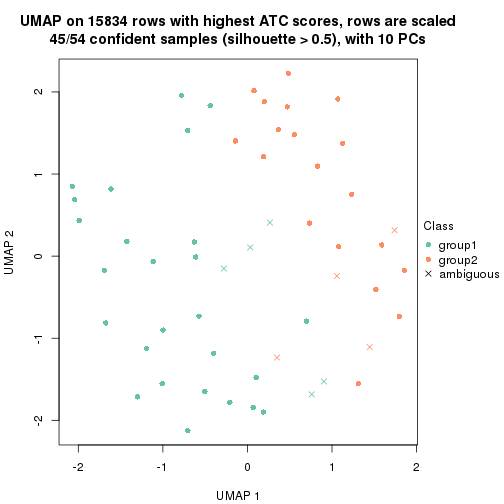 UMAP on 15834 rows with highest ATC scores, rows are scaled
45/54 confident samples (silhouette > 0.5), with 10 PCs
2
1
0
-1
-2
UMAP 2
-2
-1
0
1
2
UMAP 1
Class
group1
group2
ambiguous